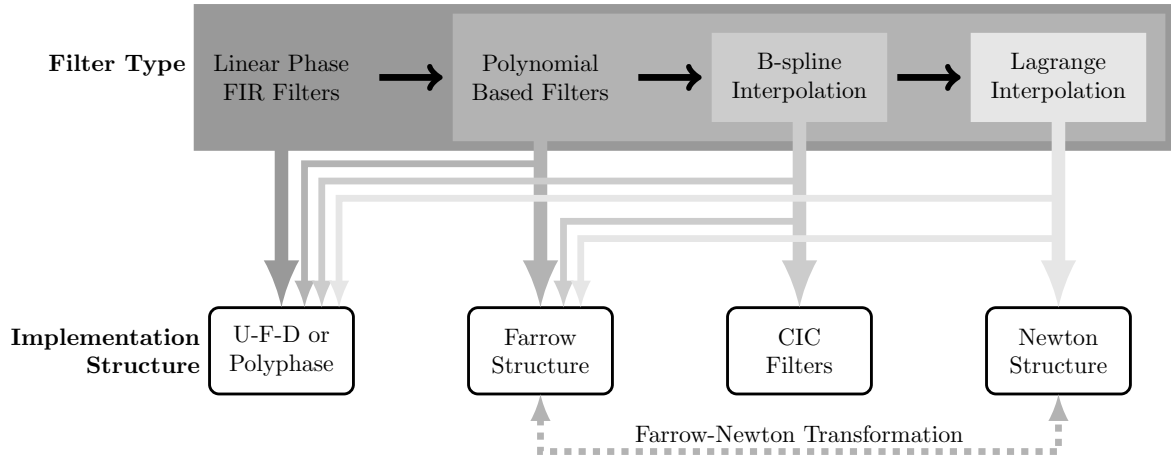 Filter Type
Linear Phase
FIR Filters
Polynomial
Based Filters
B-spline
Interpolation
Lagrange
Interpolation
Implementation
Structure
U-F-D or
Polyphase
Farrow
Structure
CIC
Filters
Newton
Structure
Farrow-Newton Transformation